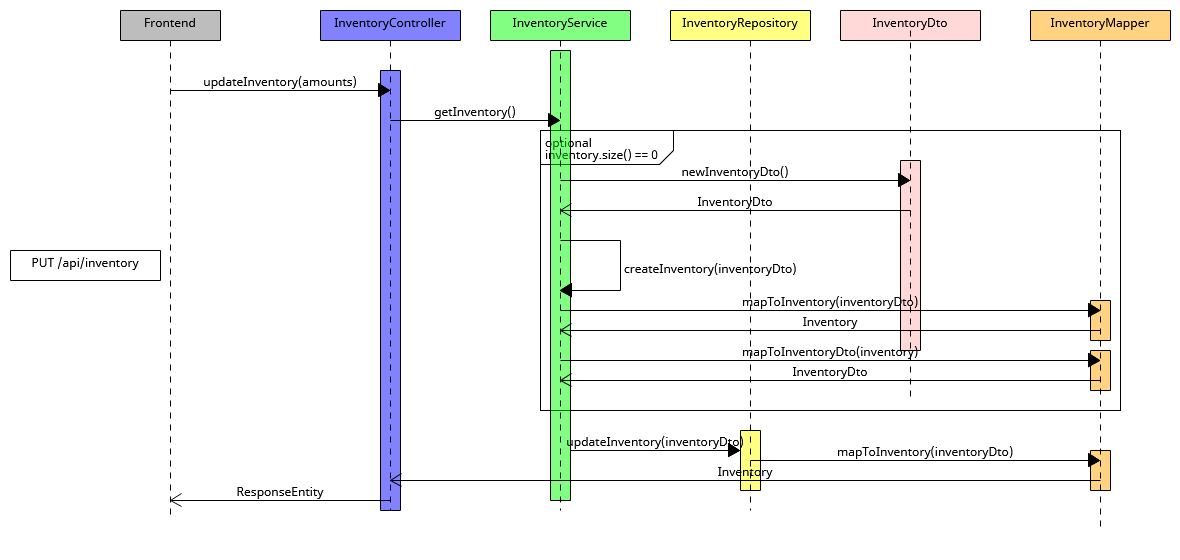 Frontend
InventoryController
InventoryService
InventoryRepository
InventoryDto
InventoryMapper
updateInventory(amounts)
getInventory()
optional
inventory.size() == 0
newInventoryDto()
InventoryDto
PUT /api/inventory
createInventory(inventoryDto)
mapToInventory(inventoryDto)
Inventory
mapToInventoryDto(inventory)
InventoryDto
updateInventory(inventoryDto)
mapToInventory(inventoryDto)
Inventory
ResponseEntity